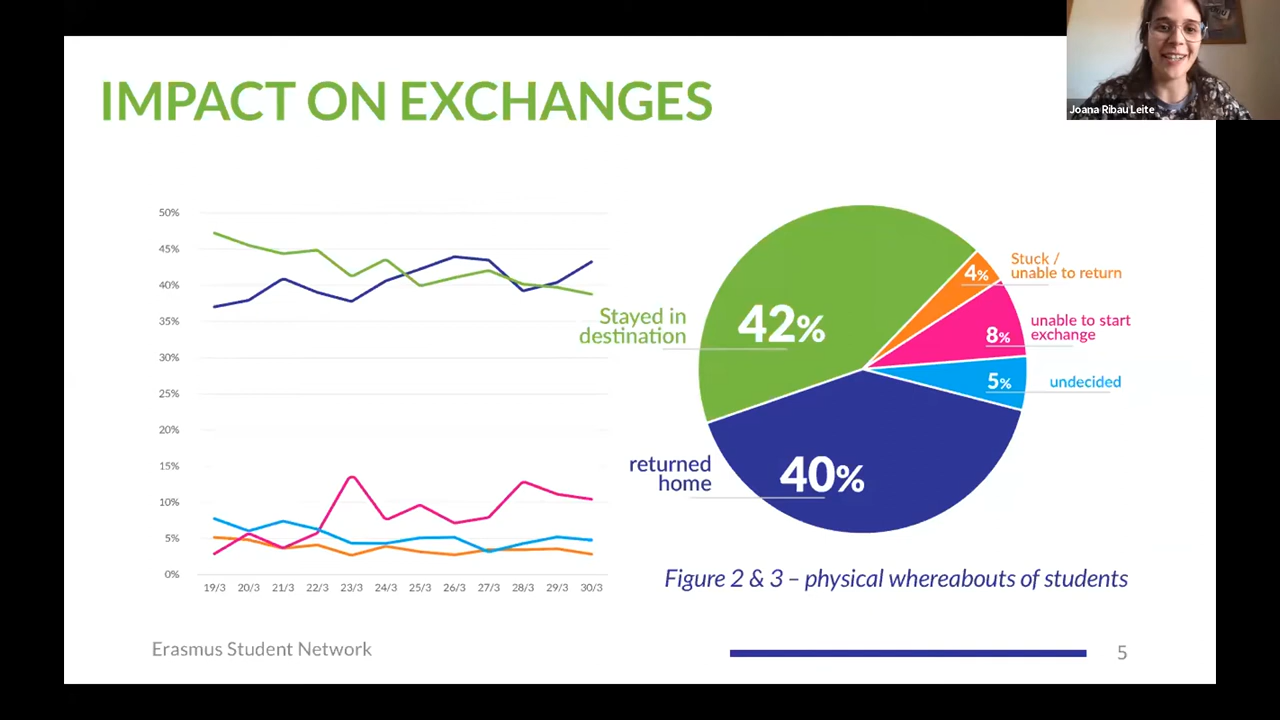 IMPACT ON EXCHANGES
Joana Ribau Leite
50%
45%
40%
35%
30%
25%
20%
15%
10%
5%
0%
19/3 20/3 21/3 22/3 23/3 24/3 25/3 26/3 27/3 28/3 29/3 30/3
Stayed in
destination
42%
4%
Stuck /
unable to return
8%
unable to start
exchange
5%
undecided
returned
home
40%
Figure 2 & 3 – physical whereabouts of students
Erasmus Student Network
5